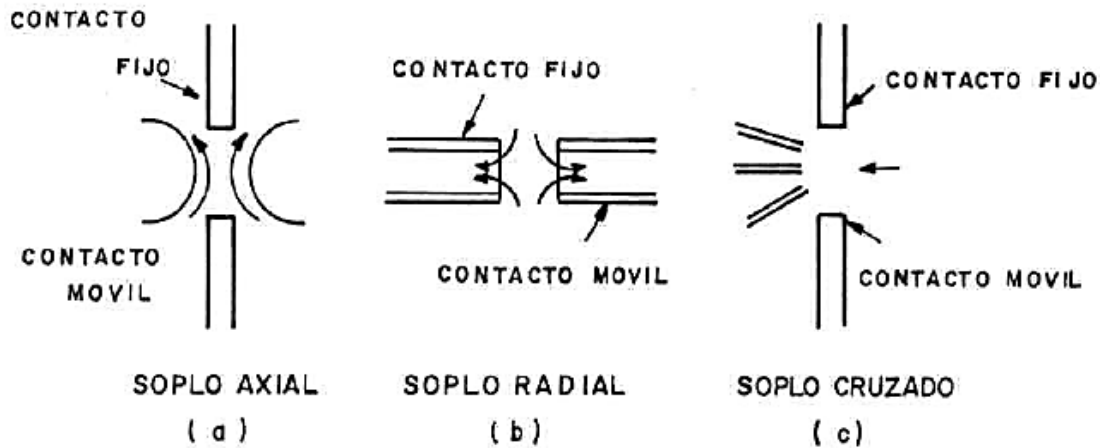 CONTACTO
FIJO
CONTACTO
MOVIL
SOPLO AXIAL
( a )
CONTACTO FIJO
CONTACTO MOVIL
SOPLO RADIAL
( b )
CONTACTO FIJO
CONTACTO MOVIL
SOPLO CRUZADO
( c )